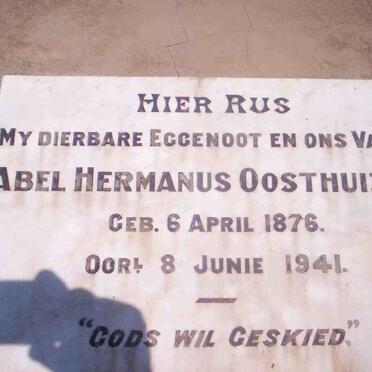 HIER RUS
MY DIERBARE EGGENOOT EN ONS VA
ABEL HERMANUS OOSTHUI
GEB. 6 APRIL 1876.
OORL 8 JUNIE 1941.
"GODS WIL GESKIED."